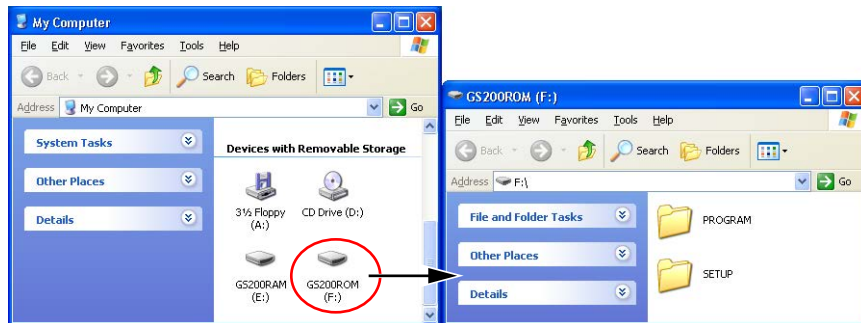 My Computer
File Edit View Favorites Tools Help
Back Search Folders
Address My Computer Go
System Tasks
Other Places
Details
Devices with Removable Storage
3½ Floppy (A:)
CD Drive (D:)
GS200RAM (E:)
GS200ROM (F:)
GS200ROM (F:)
File Edit View Favorites Tools Help
Back Search Folders
Address F:\ Go
File and Folder Tasks
Other Places
Details
PROGRAM
SETUP